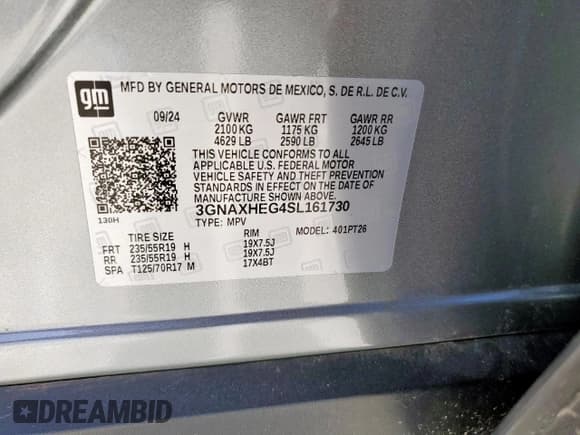 gm
MFD BY GENERAL MOTORS DE MEXICO, S. DE R.L. DE C.V.
09/24 GVWR GAWR FRT GAWR RR
2100 KG 1175 KG 1200 KG
4629 LB 2590 LB 2645 LB
THIS VEHICLE CONFORMS TO ALL
APPLICABLE U.S. FEDERAL MOTOR
VEHICLE SAFETY AND THEFT PREVENTION
STANDARDS IN EFFECT ON THE DATE OF
MANUFACTURE SHOWN ABOVE.
3GNAXHEG4SL161730
130H
TYPE: MPV MODEL: 401PT26
TIRE SIZE RIM
FRT 235/55R19 H 19X7.5J
RR 235/55R19 H 19X7.5J
SPA T125/70R17 M 17X4BT
DREAMBID